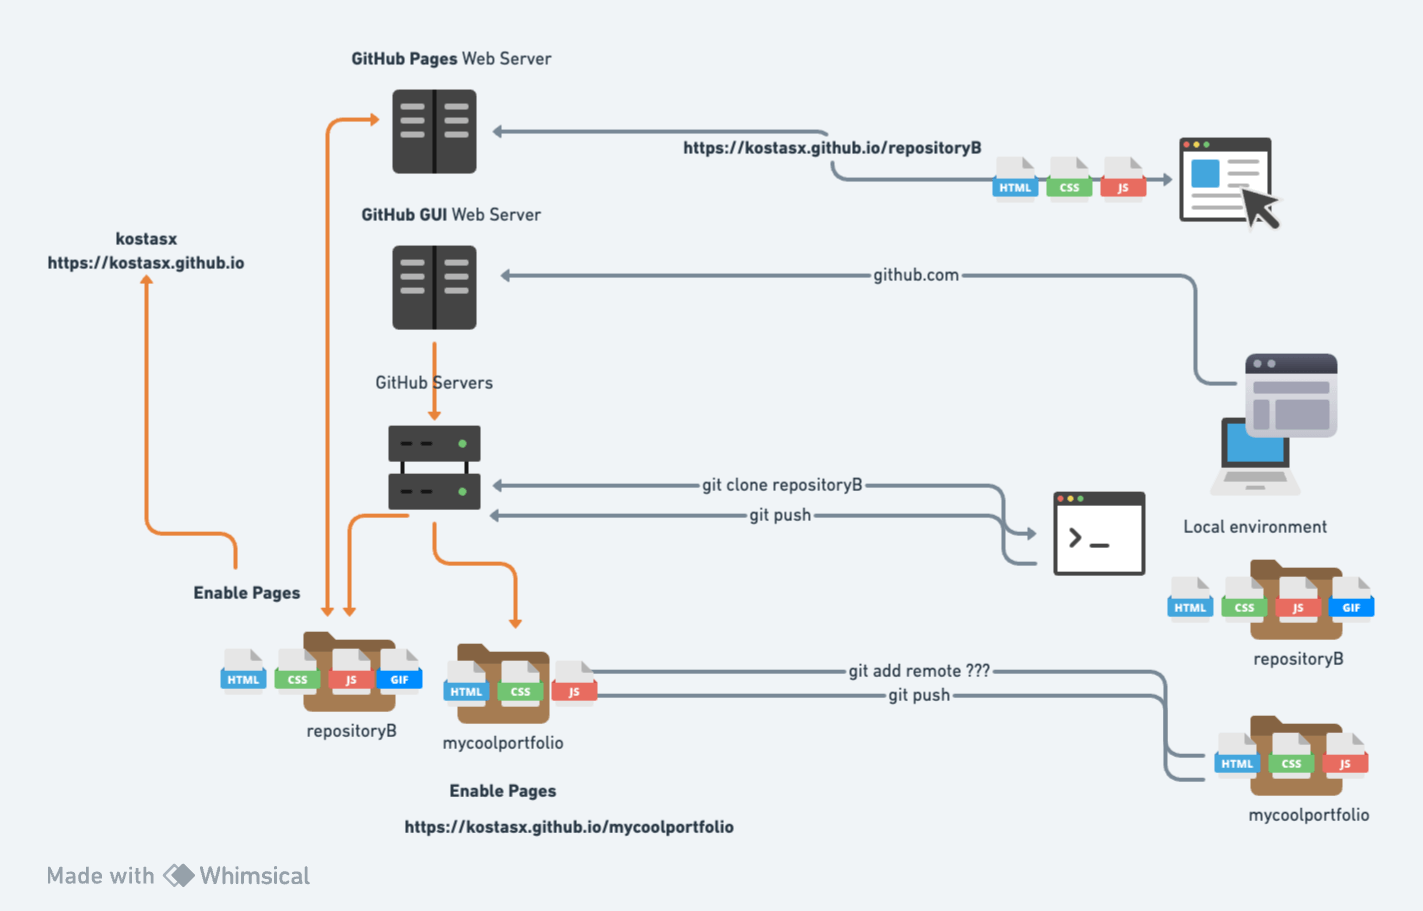 GitHub Pages Web Server
https://kostasx.github.io/repositoryB
HTML CSS JS
GitHub GUI Web Server
kostasx
https://kostasx.github.io
github.com
GitHub Servers
git clone repositoryB
git push
Local environment
Enable Pages
HTML CSS JS GIF
repositoryB
HTML CSS JS GIF
repositoryB
HTML CSS JS
mycoolportfolio
git add remote ???
git push
HTML CSS JS
mycoolportfolio
Enable Pages
https://kostasx.github.io/mycoolportfolio
Made with Whimsical